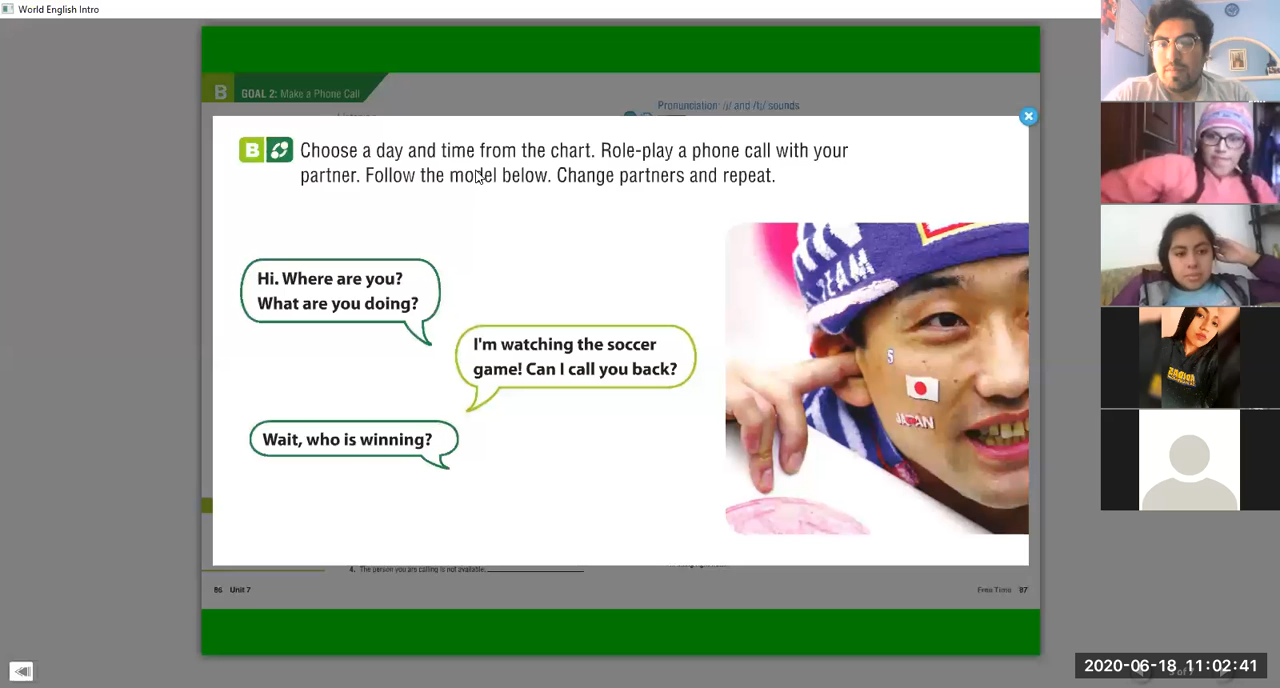 World English Intro
B GOAL 2: Make a Phone Call
Pronunciation: /ʃ/ and /tʃ/ sounds
B Choose a day and time from the chart. Role-play a phone call with your
partner. Follow the model below. Change partners and repeat.
Hi. Where are you?
What are you doing?
I'm watching the soccer
game! Can I call you back?
Wait, who is winning?
TEAM
5
JAPAN
4. The person you are calling is not available.
86 Unit 7
Free Time 87
2020-06-18 11:02:41